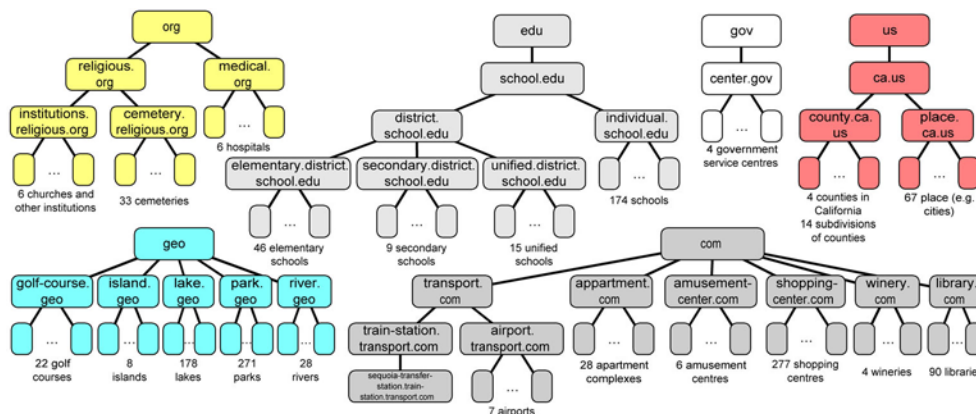 org
religious.
org
medical.
org
institutions.
religious.org
cemetery.
religious.org
...
6 hospitals
...
...
6 churches and
other institutions
33 cemeteries
edu
school.edu
district.
school.edu
individual.
school.edu
elementary.district.
school.edu
secondary.district.
school.edu
unified.district.
school.edu
...
174 schools
...
...
...
46 elementary
schools
9 secondary
schools
15 unified
schools
gov
center.gov
...
4 government
service centres
us
ca.us
county.ca.
us
place.
ca.us
...
...
4 counties in
California
14 subdivisions
of counties
67 place (e.g.
cities)
geo
golf-course.
geo
island.
geo
lake.
geo
park.
geo
river.
geo
...
...
...
...
...
22 golf
courses
8
islands
178
lakes
271
parks
28
rivers
com
transport.
com
appartment.
com
amusement-
center.com
shopping-
center.com
winery.
com
library.
com
train-station.
transport.com
airport.
transport.com
...
...
...
...
...
sequoia-transfer-
station.train-
station.transport.com
...
7 airports
28 apartment
complexes
6 amusement
centres
277 shopping
centres
4 wineries
90 libraries